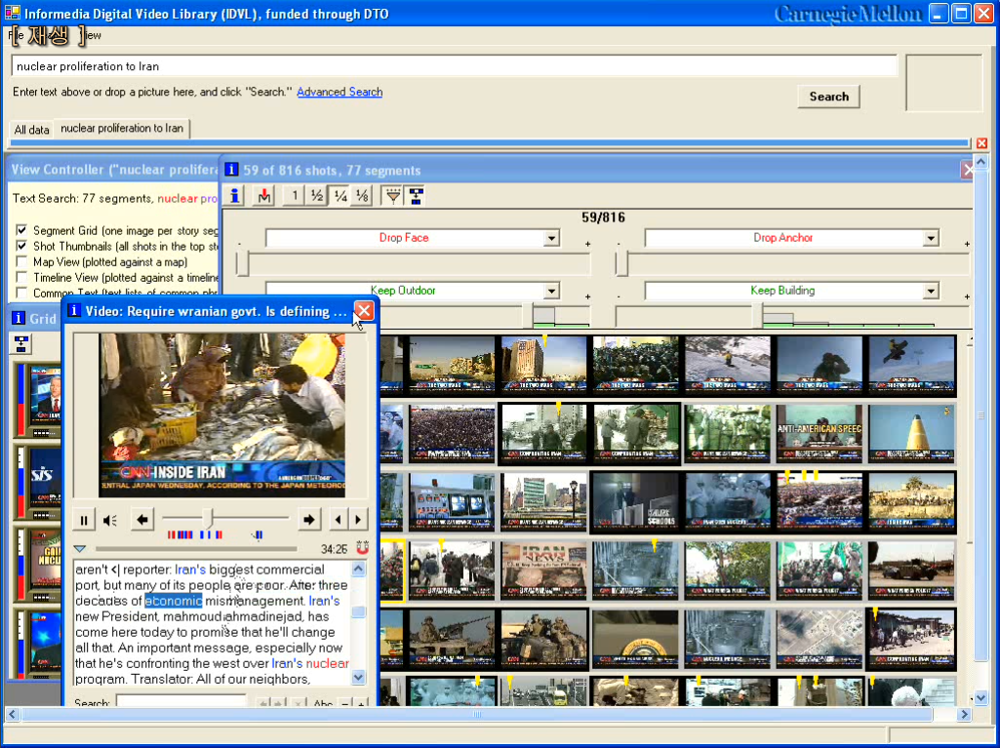 Informedia Digital Video Library (IDVL), funded through DTO
CarnegieMellon
[ 재생 ]
nuclear proliferation to Iran
Enter text above or drop a picture here, and click "Search." Advanced Search
Search
All data
nuclear proliferation to Iran
View Controller ("nuclear prolifera
Text Search: 77 segments, nuclear pro
Segment Grid (one image per story seg
Shot Thumbnails (all shots in the top sto
Map View (plotted against a map)
Timeline View (plotted against a timeline
Common Text (text lists of common phr
59 of 816 shots, 77 segments
1 ½ ¼ ⅛
59/816
- Drop Face +
- Drop Anchor +
- Keep Outdoor +
- Keep Building +
Grid
Video: Require wranian govt. Is defining ...
CNN INSIDE IRAN
ENTRAL JAPAN WEDNESDAY, ACCORDING TO THE JAPAN METEOROC
34:25
aren't <| reporter: Iran's biggest commercial
port, but many of its people are poor. After three
decades of economic mismanagement. Iran's
new President, mahmoud ahmadinejad, has
come here today to promise that he'll change
all that. An important message, especially now
that he's confronting the west over Iran's nuclear
program. Translator: All of our neighbors,
Search:
Abc
ANTI-AMERICAN SPEEC
ISIS
IRAN
SCHOOLS